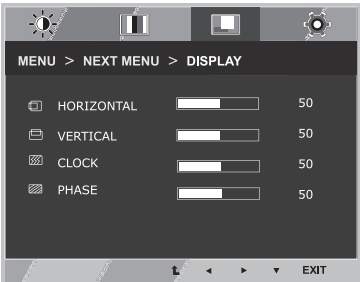 MENU > NEXT MENU > DISPLAY
HORIZONTAL 50
VERTICAL 50
CLOCK 50
PHASE 50
EXIT